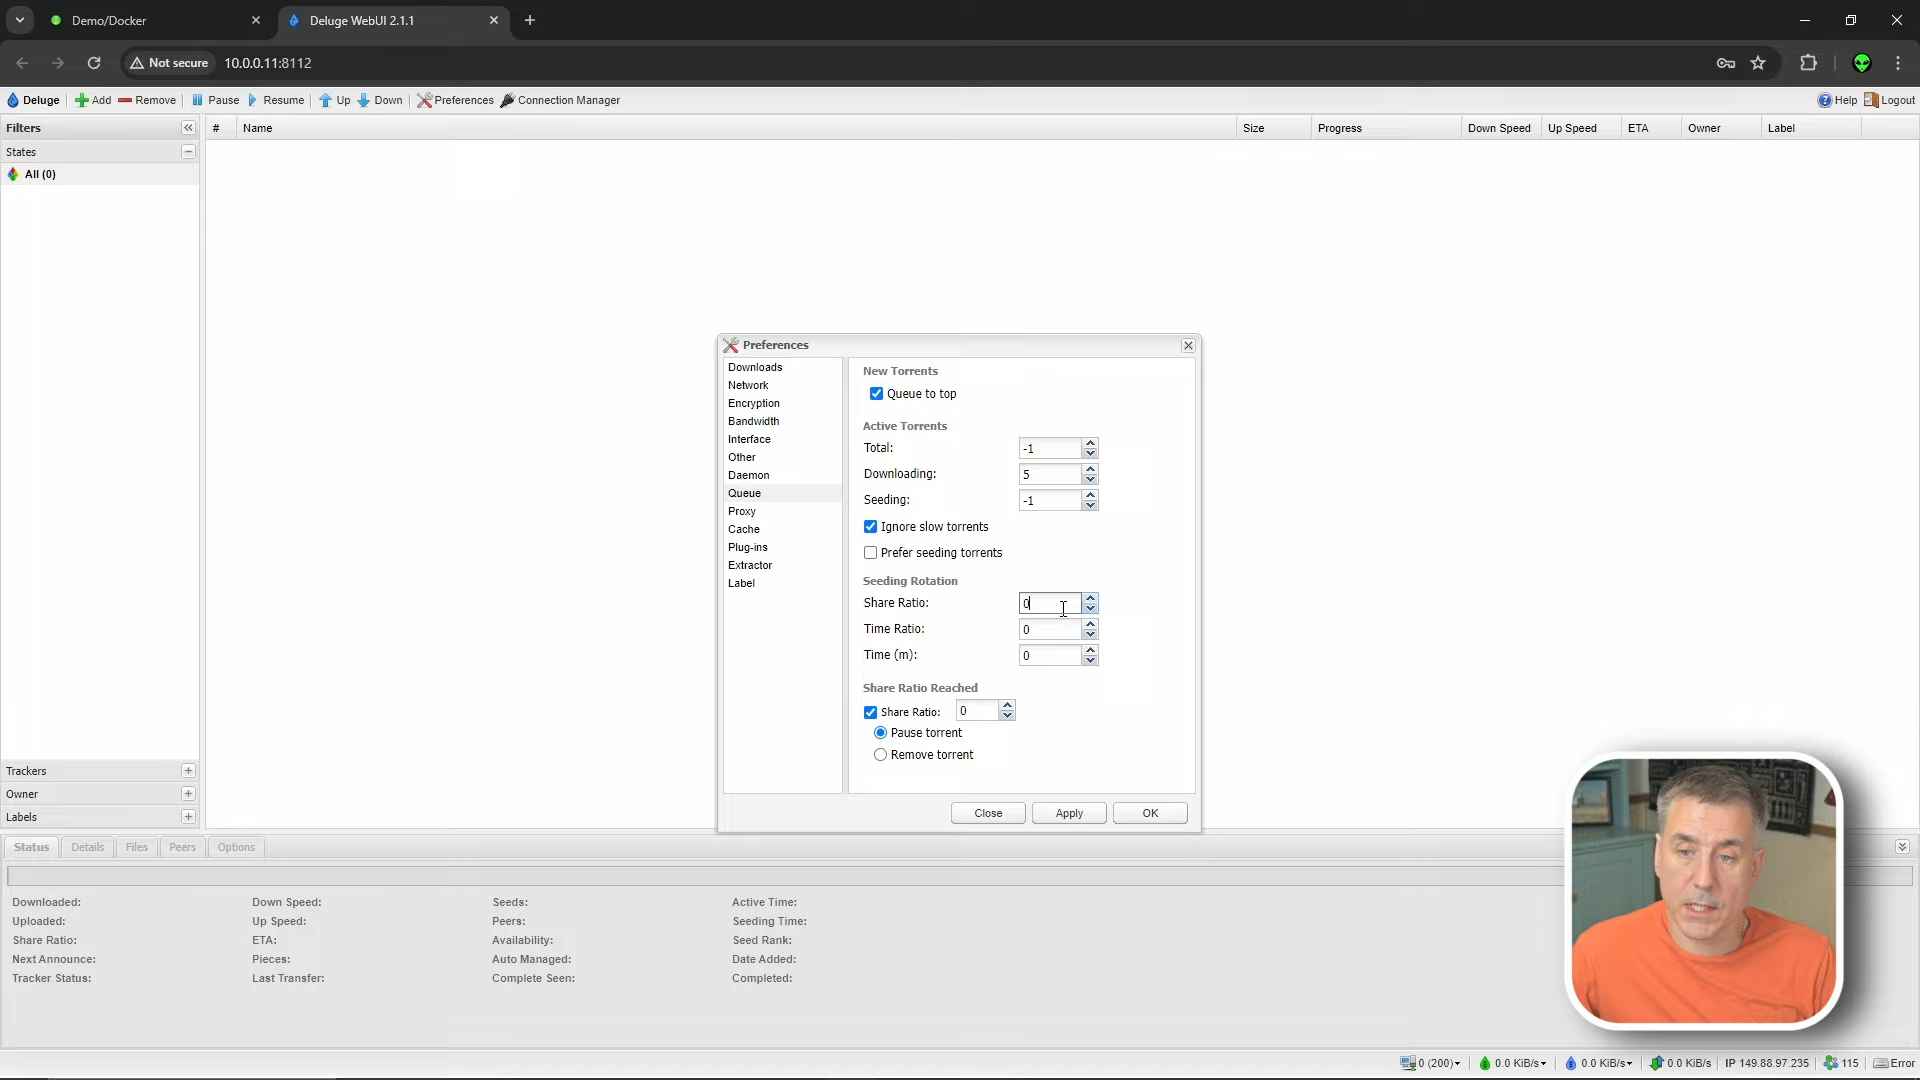 Demo/Docker
Deluge WebUI 2.1.1
Not secure
10.0.0.11:8112
Deluge
Add
Remove
Pause
Resume
Up
Down
Preferences
Connection Manager
Help
Logout
Filters
#
Name
Size
Progress
Down Speed
Up Speed
ETA
Owner
Label
States
All (0)
Trackers
Owner
Labels
Preferences
Downloads
Network
Encryption
Bandwidth
Interface
Other
Daemon
Queue
Proxy
Cache
Plug-ins
Extractor
Label
New Torrents
Queue to top
Active Torrents
Total: -1
Downloading: 5
Seeding: -1
Ignore slow torrents
Prefer seeding torrents
Seeding Rotation
Share Ratio: 0
Time Ratio: 0
Time (m): 0
Share Ratio Reached
Share Ratio: 0
Pause torrent
Remove torrent
Close
Apply
OK
Status
Details
Files
Peers
Options
Downloaded:
Uploaded:
Share Ratio:
Next Announce:
Tracker Status:
Down Speed:
Up Speed:
ETA:
Pieces:
Last Transfer:
Seeds:
Peers:
Availability:
Auto Managed:
Complete Seen:
Active Time:
Seeding Time:
Seed Rank:
Date Added:
Completed:
0 (200)
0.0 KiB/s
0.0 KiB/s
0.0 KiB/s
IP 149.88.97.235
115
Error